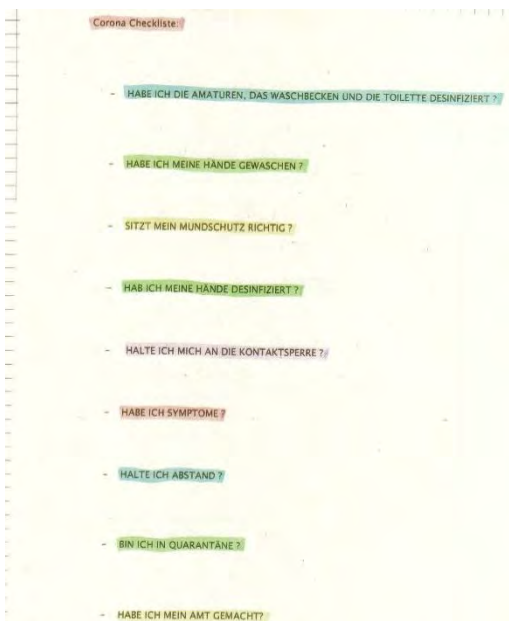 Corona Checkliste:
- HABE ICH DIE AMATUREN, DAS WASCHBECKEN UND DIE TOILETTE DESINFIZIERT ?
- HABE ICH MEINE HÄNDE GEWASCHEN ?
- SITZT MEIN MUNDSCHUTZ RICHTIG ?
- HAB ICH MEINE HÄNDE DESINFIZIERT ?
- HALTE ICH MICH AN DIE KONTAKTSPERRE ?
- HABE ICH SYMPTOME ?
- HALTE ICH ABSTAND ?
- BIN ICH IN QUARANTÄNE ?
- HABE ICH MEIN AMT GEMACHT?